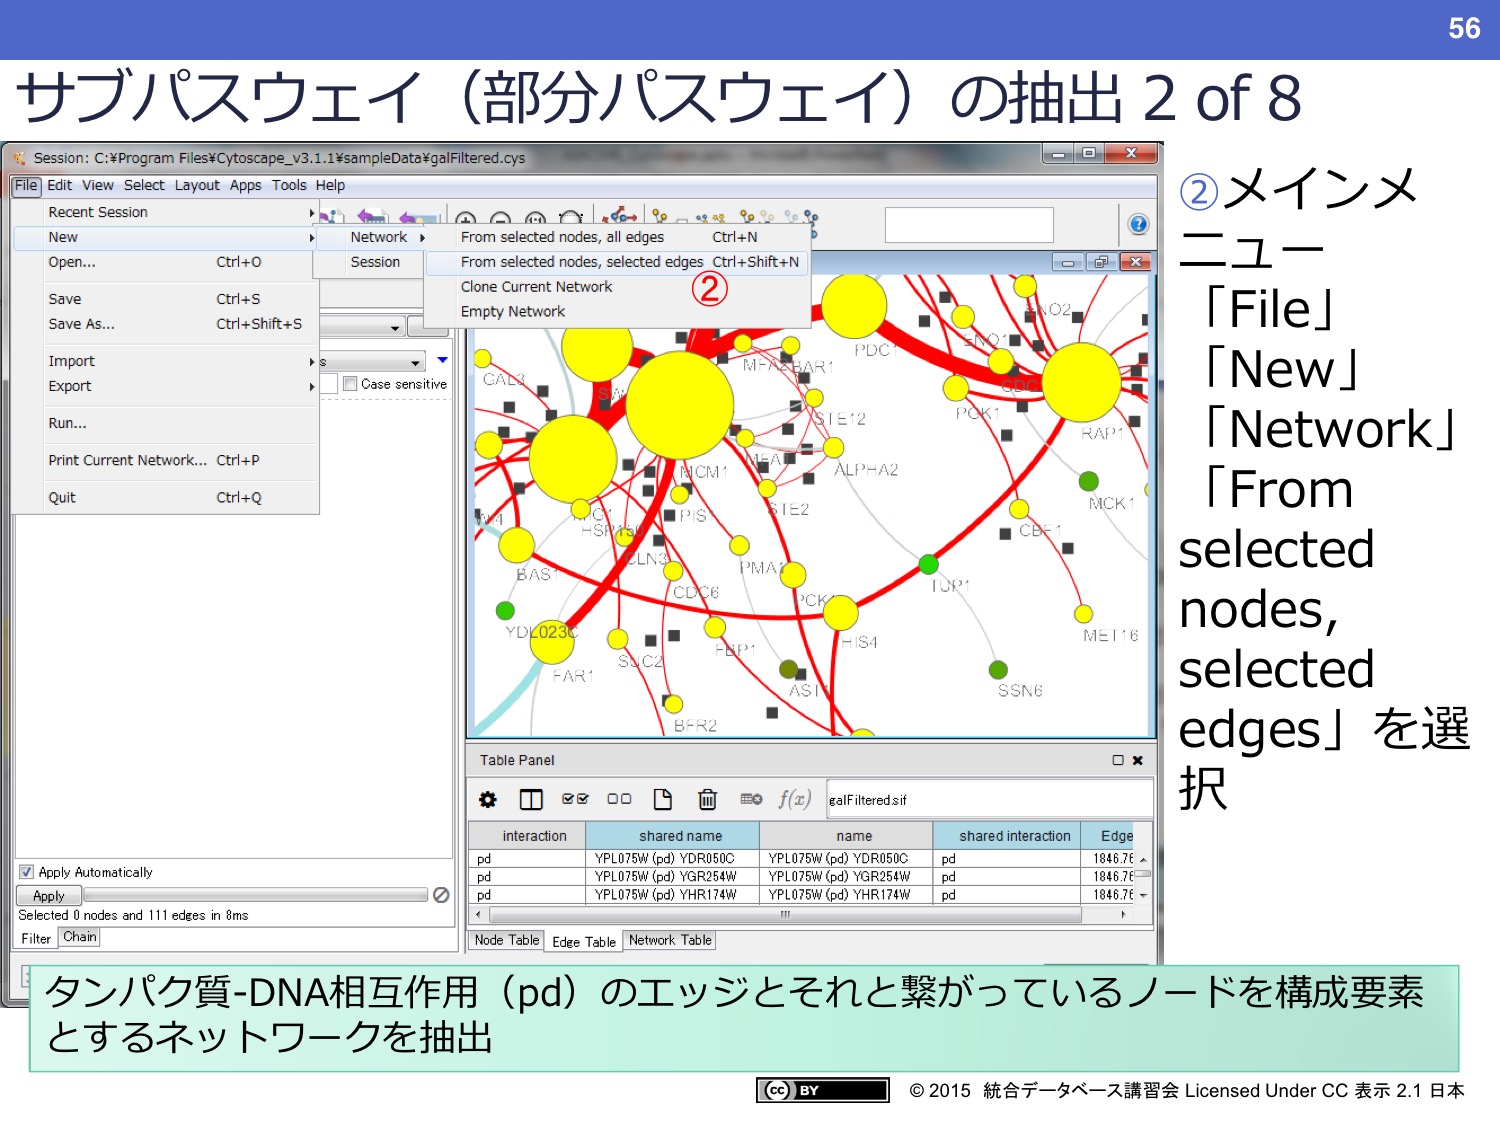 56
サブパスウェイ（部分パスウェイ）の抽出 2 of 8
Session: C:¥Program Files¥Cytoscape_v3.1.1¥sampleData¥galFiltered.cys
File Edit View Select Layout Apps Tools Help
Recent Session
New
Open... Ctrl+O
Save Ctrl+S
Save As... Ctrl+Shift+S
Import
Export
Run...
Print Current Network... Ctrl+P
Quit Ctrl+Q
Network
Session
From selected nodes, all edges Ctrl+N
From selected nodes, selected edges Ctrl+Shift+N
Clone Current Network
Empty Network
②
s
Case sensitive
ENO2
ENO1
PDC1
MFA2
BAR1
GAL3
CDC
STE12
PGK1
RAP1
MCM1
ALPHA2
MCK1
STE2
PIS1
CBF1
HSP150
CLN3
PMA1
BAS1
CDC6
PCK1
TUP1
YDL023C
HIS4
MET16
SUC2
FBP1
FAR1
AST1
SSN6
BFR2
Table Panel
f(x)
galFiltered.sif
interaction shared name name shared interaction Edge
pd YPL075W (pd) YDR050C YPL075W (pd) YDR050C pd 1846.76
pd YPL075W (pd) YGR254W YPL075W (pd) YGR254W pd 1846.76
pd YPL075W (pd) YHR174W YPL075W (pd) YHR174W pd 1846.76
Node Table Edge Table Network Table
Apply Automatically
Apply
Selected 0 nodes and 111 edges in 8ms
Filter Chain
②メインメ
ニュー
「File」
「New」
「Network」
「From
selected
nodes,
selected
edges」を選
択
タンパク質-DNA相互作用（pd）のエッジとそれと繋がっているノードを構成要素
とするネットワークを抽出
cc BY
© 2015 統合データベース講習会 Licensed Under CC 表示 2.1 日本